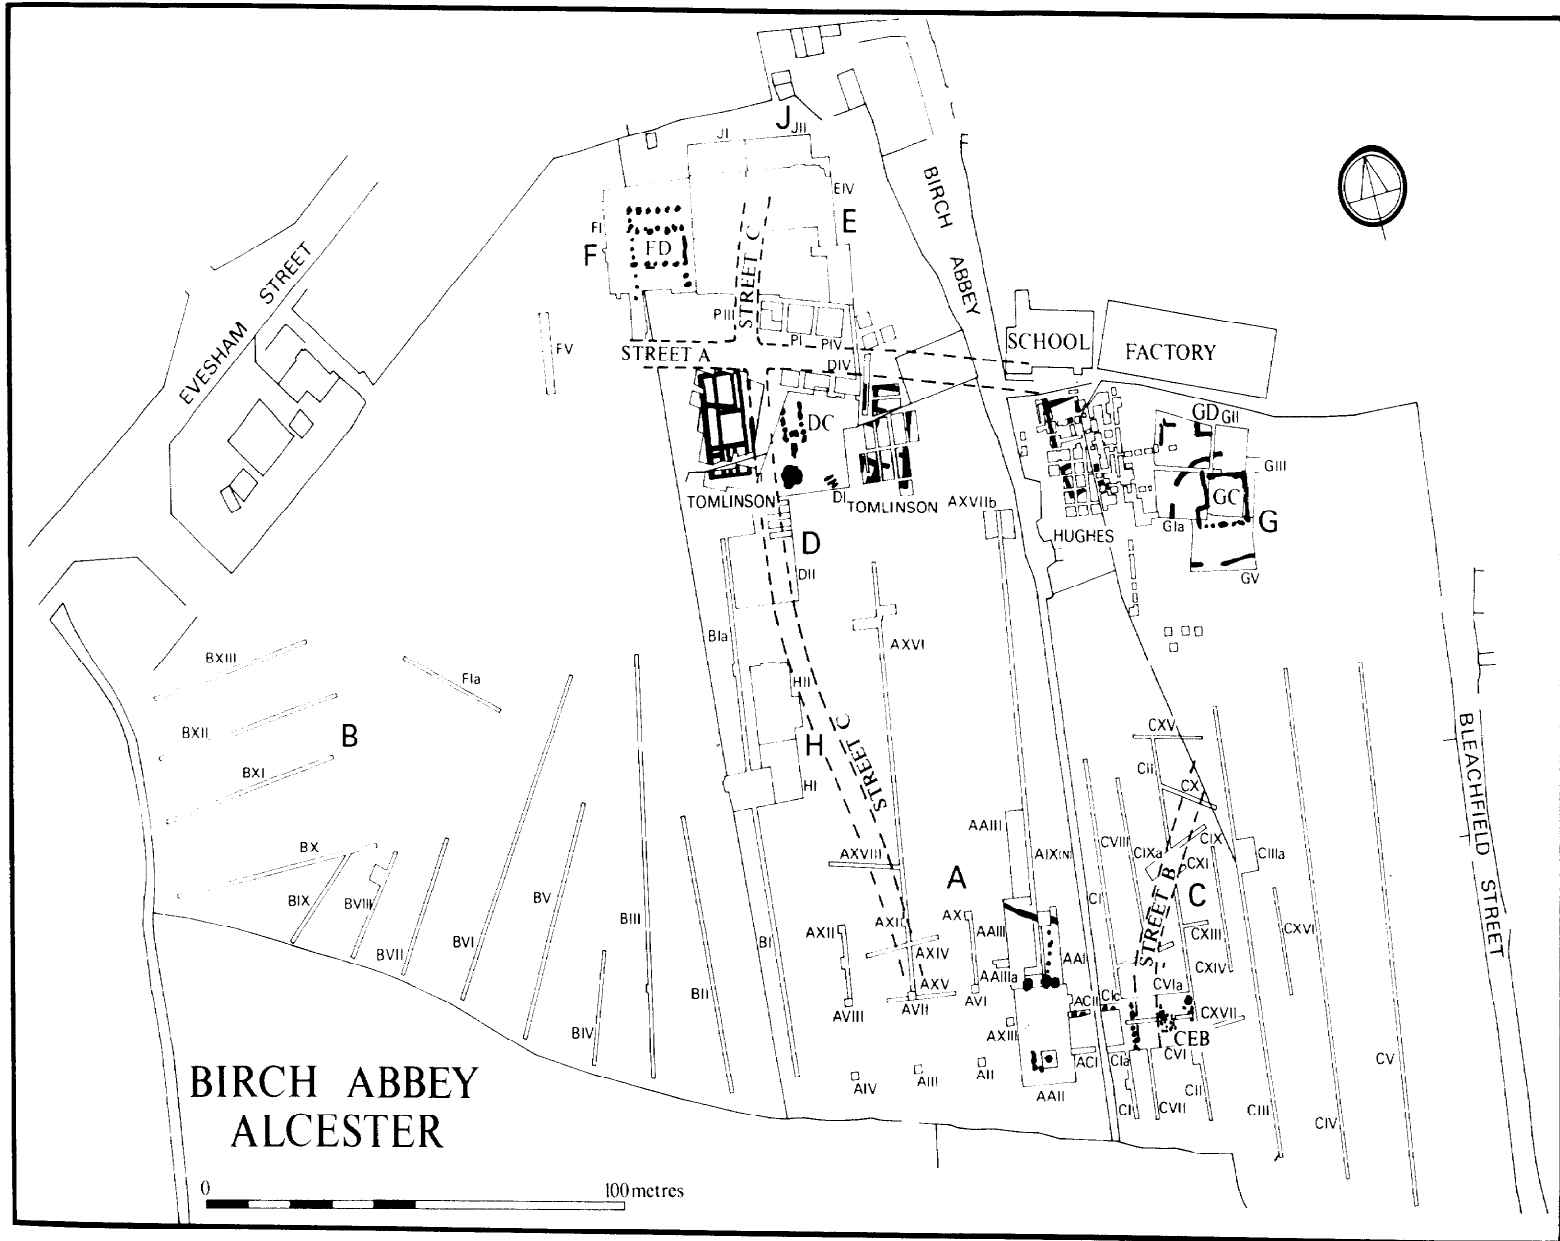 J
JI
JII
BIRCH ABBEY
EIV
E
FI
F
FD
STREET C
EVESHAM STREET
PIII
PI
PIV
FV
STREET A
DIV
SCHOOL
FACTORY
DC
GD
GII
GIII
GC
GIa
G
GV
TOMLINSON
DI
TOMLINSON
AXVIIb
HUGHES
D
DII
BIa
AXVI
BXIII
FIa
HII
BXII
B
BXI
H
STREET C
HI
CXV
CII
CX
BLEACHFIELD STREET
AAIII
AXVIII
AIX(N)
CVIII
CIXa
CIX
CXI
CIIIa
BX
A
CI
STREET B
C
BIX
BVIII
BV
BIII
AXII
AXI
AX
AAIII
CXIII
CXVI
BVII
BVI
BI
AXIV
AAI
CXIV
AAIIIa
BII
AXV
CVIa
AVIII
AVII
AVI
ACII
CIc
CXVII
BIV
AXIII
CEB
ACI
CIa
CVI
CV
AIV
AIII
AII
AAII
CI
CVII
CII
CIII
CIV
BIRCH ABBEY
ALCESTER
0
100 metres